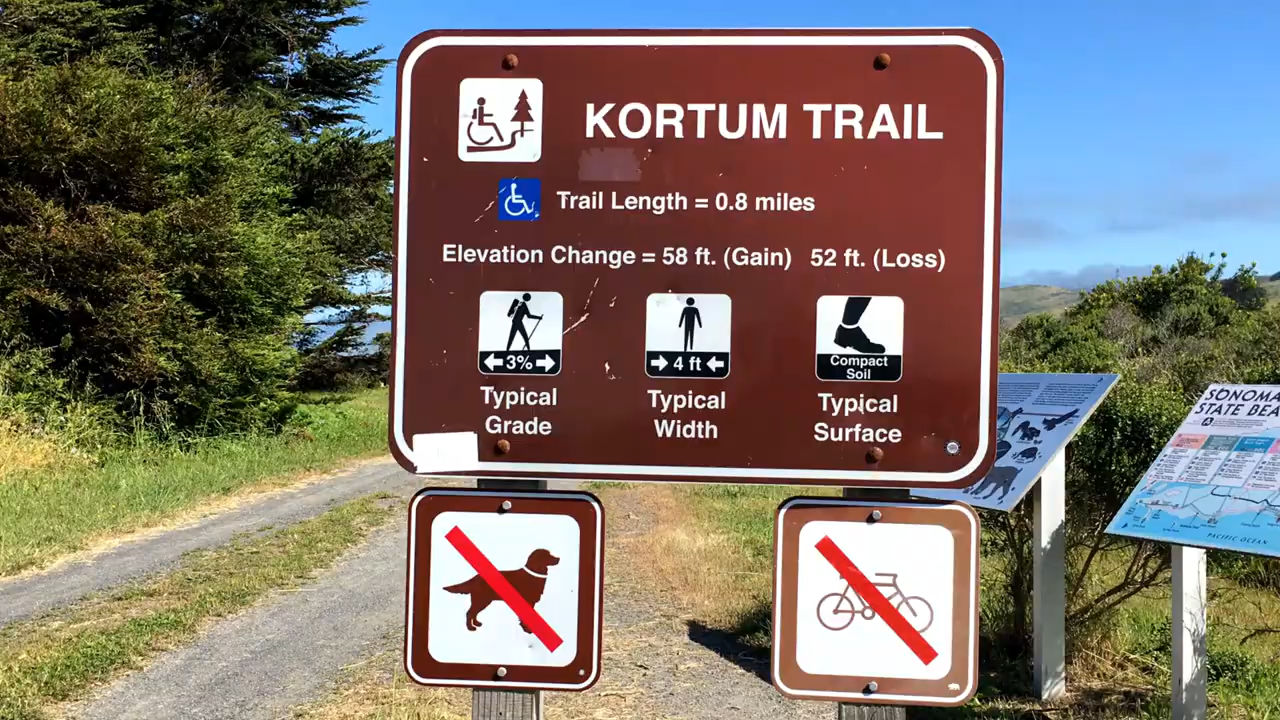 KORTUM TRAIL
Trail Length = 0.8 miles
Elevation Change = 58 ft. (Gain) 52 ft. (Loss)
3%
4 ft
Compact
Soil
Typical
Grade
Typical
Width
Typical
Surface
SONOMA
STATE BEA
PACIFIC OCEAN